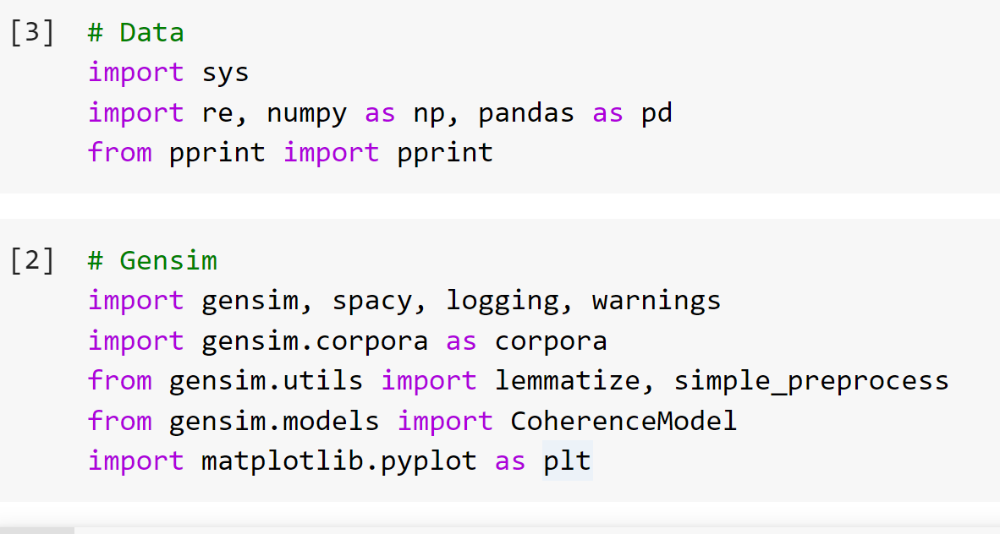 [3] # Data
import sys
import re, numpy as np, pandas as pd
from pprint import pprint
[2] # Gensim
import gensim, spacy, logging, warnings
import gensim.corpora as corpora
from gensim.utils import lemmatize, simple_preprocess
from gensim.models import CoherenceModel
import matplotlib.pyplot as plt